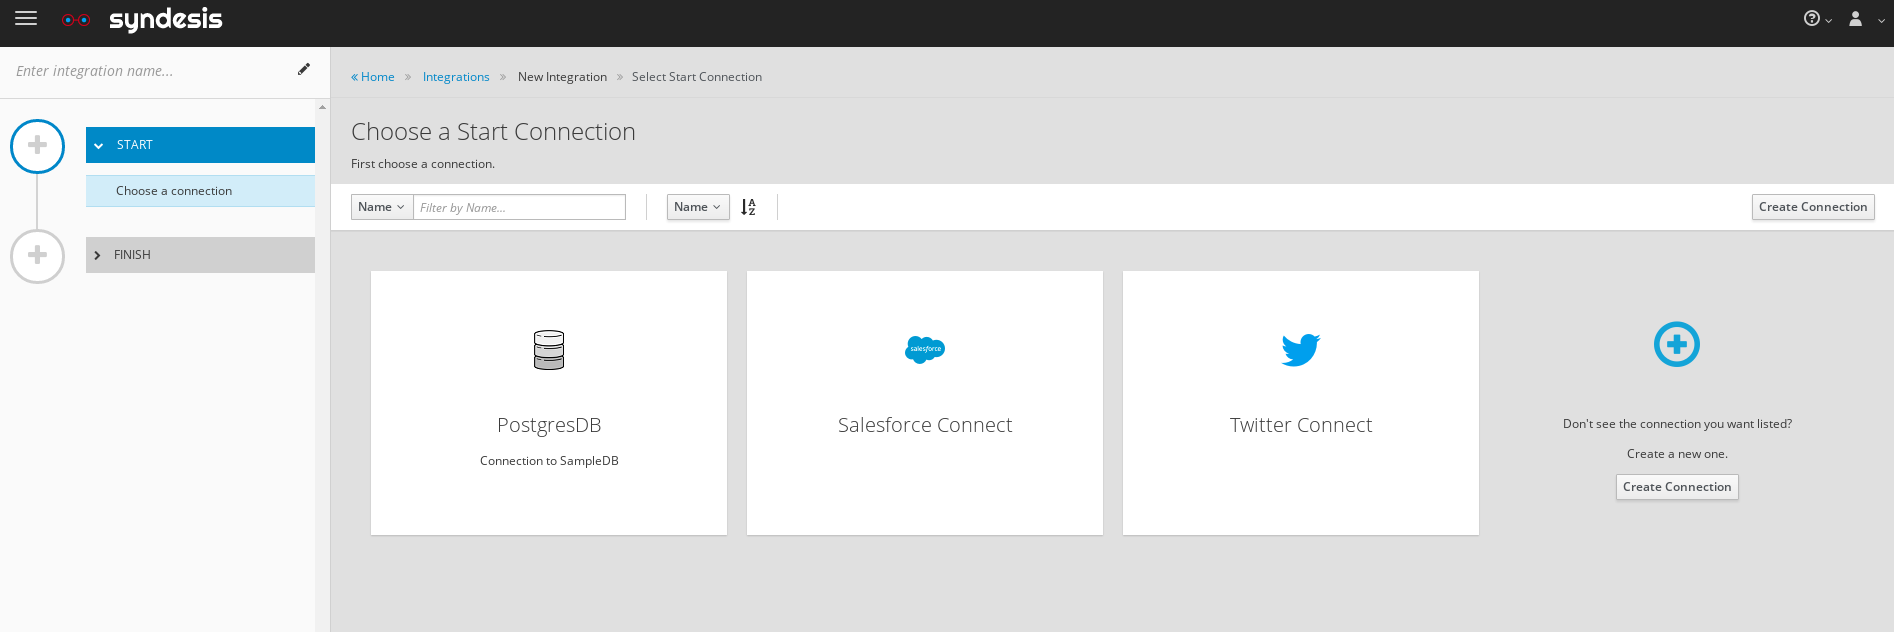 syndesis
Enter integration name...
START
Choose a connection
FINISH
« Home » Integrations » New Integration » Select Start Connection
Choose a Start Connection
First choose a connection.
Name Filter by Name... Name A Z Create Connection
PostgresDB
Connection to SampleDB
salesforce
Salesforce Connect
Twitter Connect
Don't see the connection you want listed?
Create a new one.
Create Connection